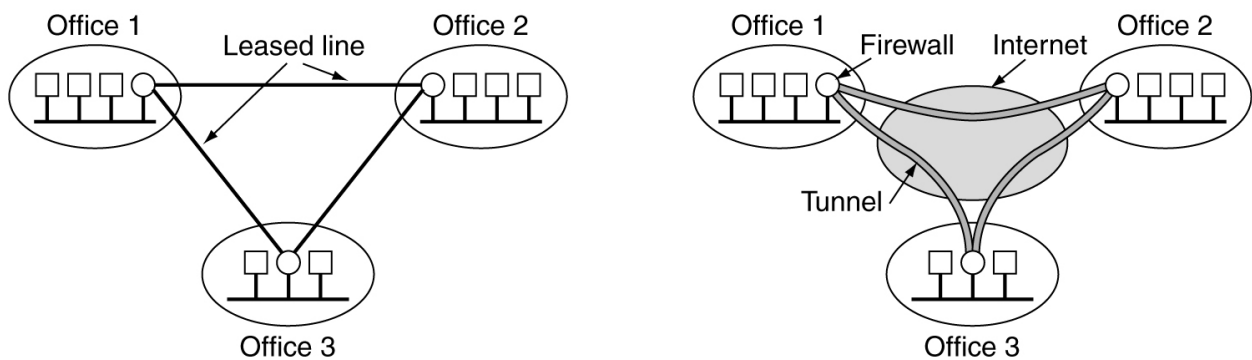 Office 1
Leased line
Office 2
Office 3
Office 1
Firewall
Internet
Office 2
Tunnel
Office 3